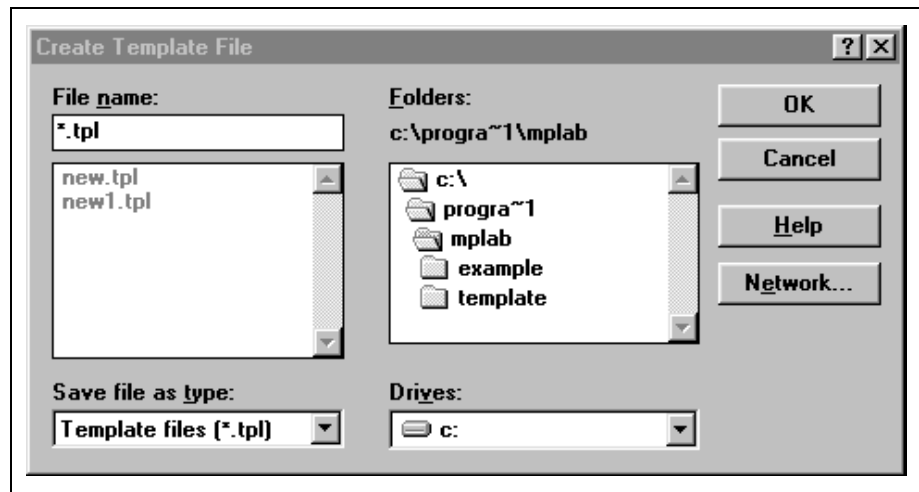 Create Template File
File name:
*.tpl
new.tpl
new1.tpl
Save file as type:
Template files (*.tpl)
Folders:
c:\progra~1\mplab
c:\
progra~1
mplab
example
template
Drives:
c:
OK
Cancel
Help
Network...